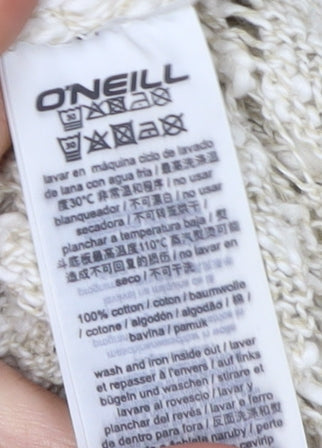 O'NEILL
lavar en máquina ciclo de lavado
de lana con agua fria / 最高洗涤温
度30℃ 非常温和程序 / no usar
blanqueador / 不可漂白 / no usar
secadora / 不可转笼干燥 /
planchar a temperatura baja / 熨
斗底板最高温度110℃ 蒸汽熨烫可能
造成不可回复的损伤 / no lavar en
seco / 不可干洗
100% cotton / coton / baumwolle
/ cotone / algodón / algodão / 棉 /
bavlna / pamuk
wash and iron inside out / laver
et repasser à l'envers / auf links
bügeln und waschen / stirare et
lavare al rovescio / lavar y
planchar del revés / lavar e ferro
de dentro para fora / 反面洗涤和熨